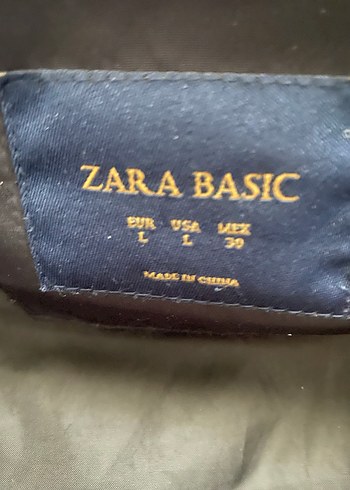 ZARA BASIC
EUR USA MEX
L L 30
MADE IN CHINA